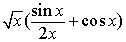 √x(sin x/2x + cos x)